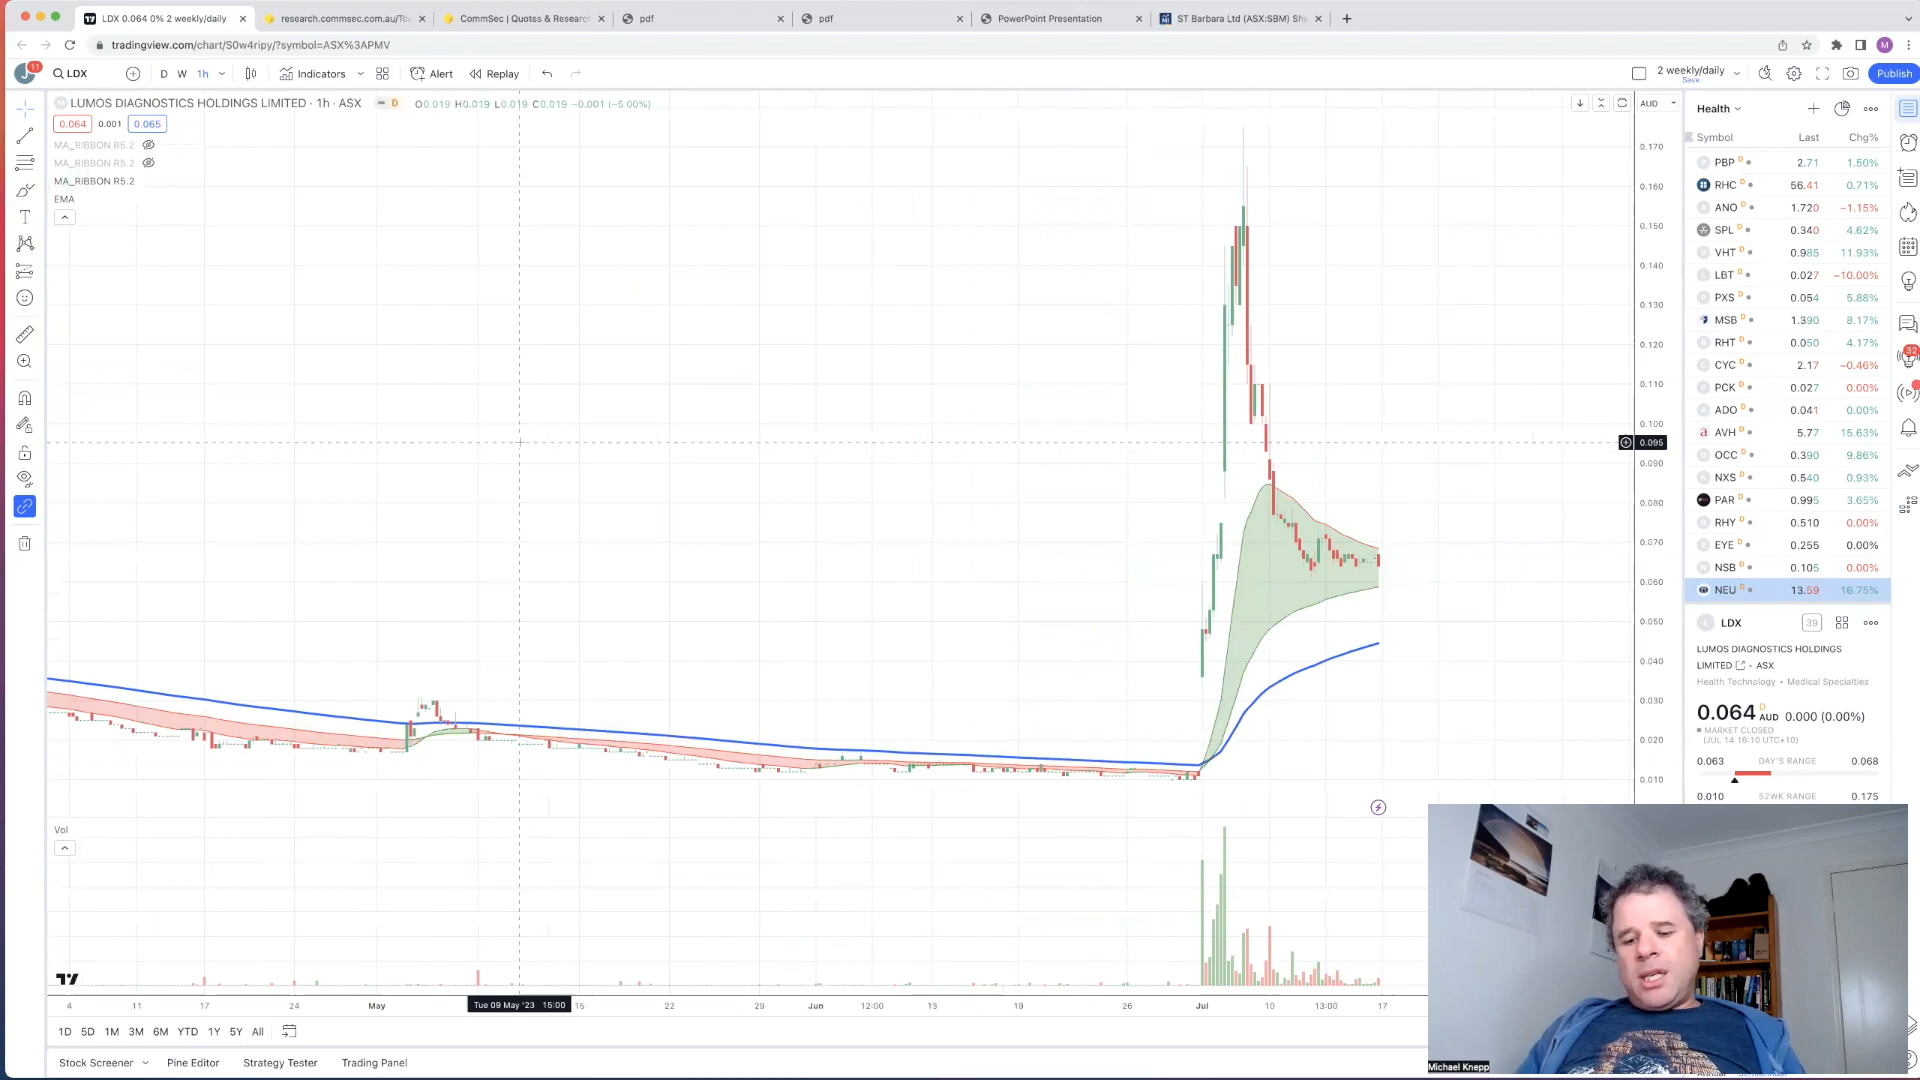 LDX 0.064 0% 2 weekly/daily
research.commsec.com.au/To
CommSec | Quotes & Researc
pdf
pdf
PowerPoint Presentation
ST Barbara Ltd (ASX:SBM) Sha
tradingview.com/chart/S0w4ripy/?symbol=ASX%3APMV
M
J 11
LDX
D W 1h
Indicators
Alert
Replay
2 weekly/daily
Save
Publish
LUMOS DIAGNOSTICS HOLDINGS LIMITED · 1h · ASX
D
O0.019 H0.019 L0.019 C0.019 −0.001 (−5.00%)
AUD
0.064 0.001 0.065
MA_RIBBON R5.2
MA_RIBBON R5.2
MA_RIBBON R5.2
EMA
0.170
0.160
0.150
0.140
0.130
0.120
0.110
0.100
0.095
0.090
0.080
0.070
0.060
0.050
0.040
0.030
0.020
0.010
Vol
4 11 17 24 May Tue 09 May '23 15:00 15 22 29 Jun 12:00 13 19 26 Jul 10 13:00 17
1D 5D 1M 3M 6M YTD 1Y 5Y All
Stock Screener
Pine Editor
Strategy Tester
Trading Panel
Health
Symbol Last Chg%
PBP D 2.71 1.50%
RHC D 56.41 0.71%
ANO D 1.720 −1.15%
SPL D 0.340 4.62%
VHT D 0.985 11.93%
LBT D 0.027 −10.00%
PXS D 0.054 5.88%
MSB D 1.390 8.17%
RHT D 0.050 4.17%
CYC D 2.17 −0.46%
PCK D 0.027 0.00%
ADO D 0.041 0.00%
AVH D 5.77 15.63%
OCC D 0.390 9.86%
NXS D 0.540 0.93%
PAR D 0.995 3.65%
RHY D 0.510 0.00%
EYE D 0.255 0.00%
NSB D 0.105 0.00%
NEU D 13.59 16.75%
32
LDX
39
LUMOS DIAGNOSTICS HOLDINGS
LIMITED · ASX
Health Technology • Medical Specialties
0.064 D AUD 0.000 (0.00%)
MARKET CLOSED
(JUL 14 16:10 UTC+10)
0.063 DAY'S RANGE 0.068
0.010 52WK RANGE 0.175
Michael Knepp